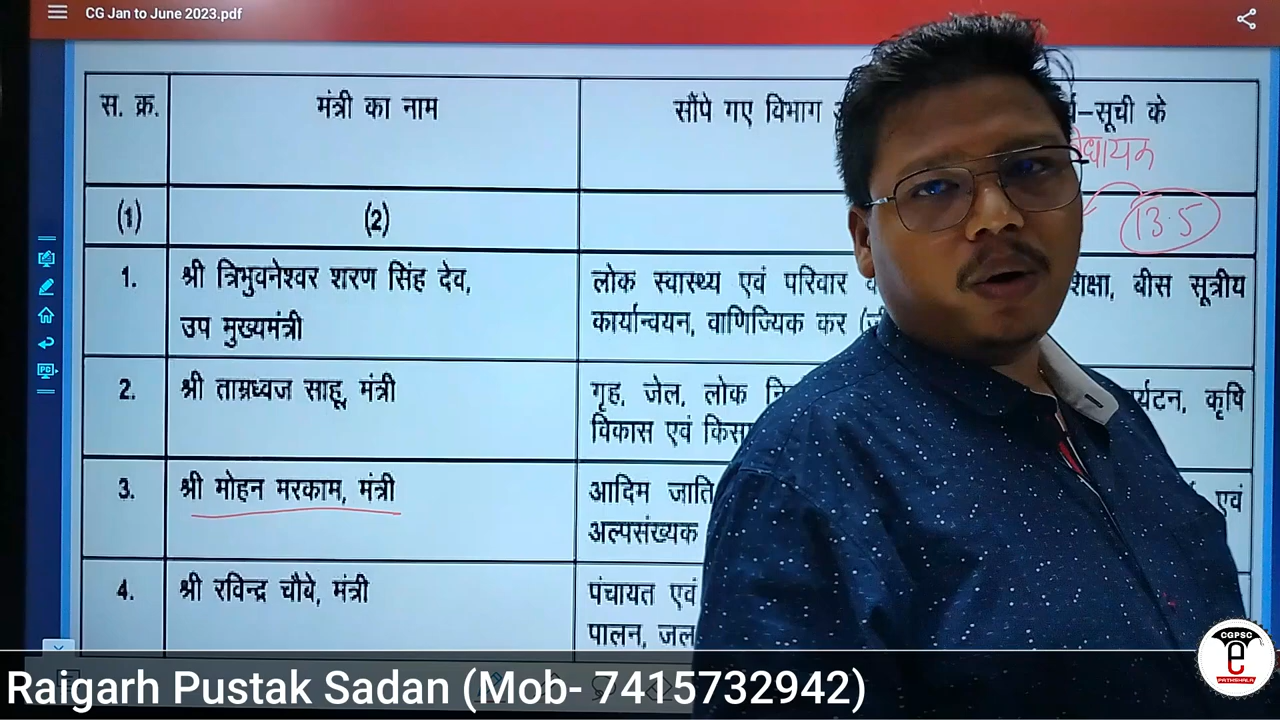 CG Jan to June 2023.pdf
स. क्र.
मंत्री का नाम
सौंपे गए विभाग
-सूची के
13.5
(1)
(2)
1.
श्री त्रिभुवनेश्वर शरण सिंह देव,
उप मुख्यमंत्री
लोक स्वास्थ्य एवं परिवार
बीस सूत्रीय
कार्यान्वयन, वाणिज्यिक कर
2.
श्री ताम्रध्वज साहू, मंत्री
गृह, जेल, लोक
कृषि
विकास एवं
3.
श्री मोहन मरकाम, मंत्री
आदिम जाति
एवं
अल्पसंख्यक
4.
श्री रविन्द्र चौबे, मंत्री
पंचायत एवं
पालन, जल
Raigarh Pustak Sadan (Mob- 7415732942)
CGPSC
e
PATHSHALA